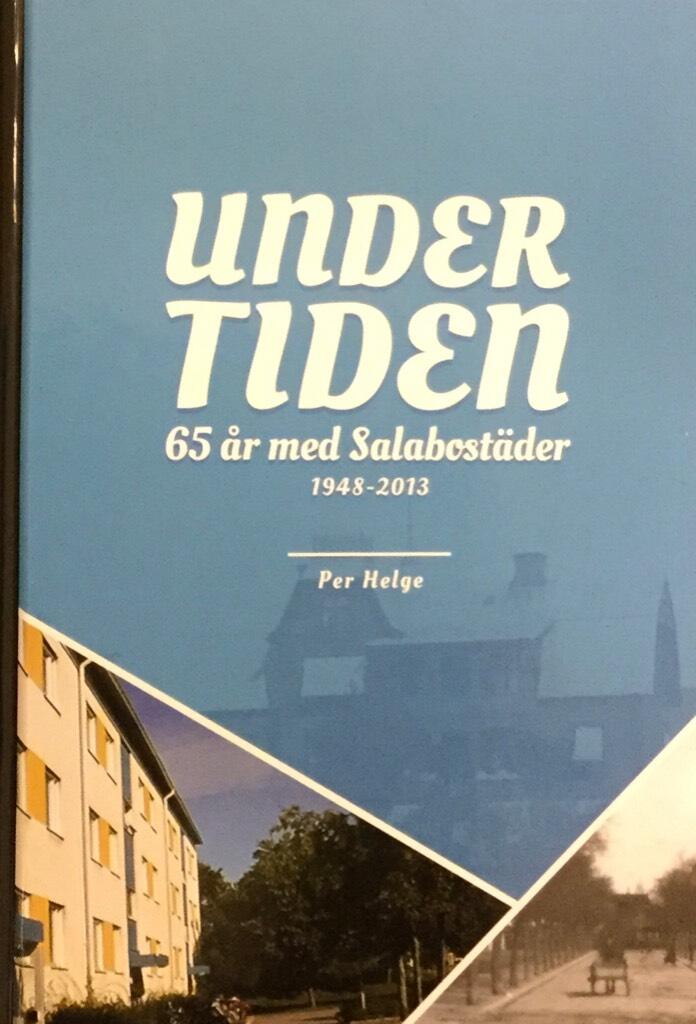 UNDER
TIDEN
65 år med Salabostäder
1948-2013
Per Helge